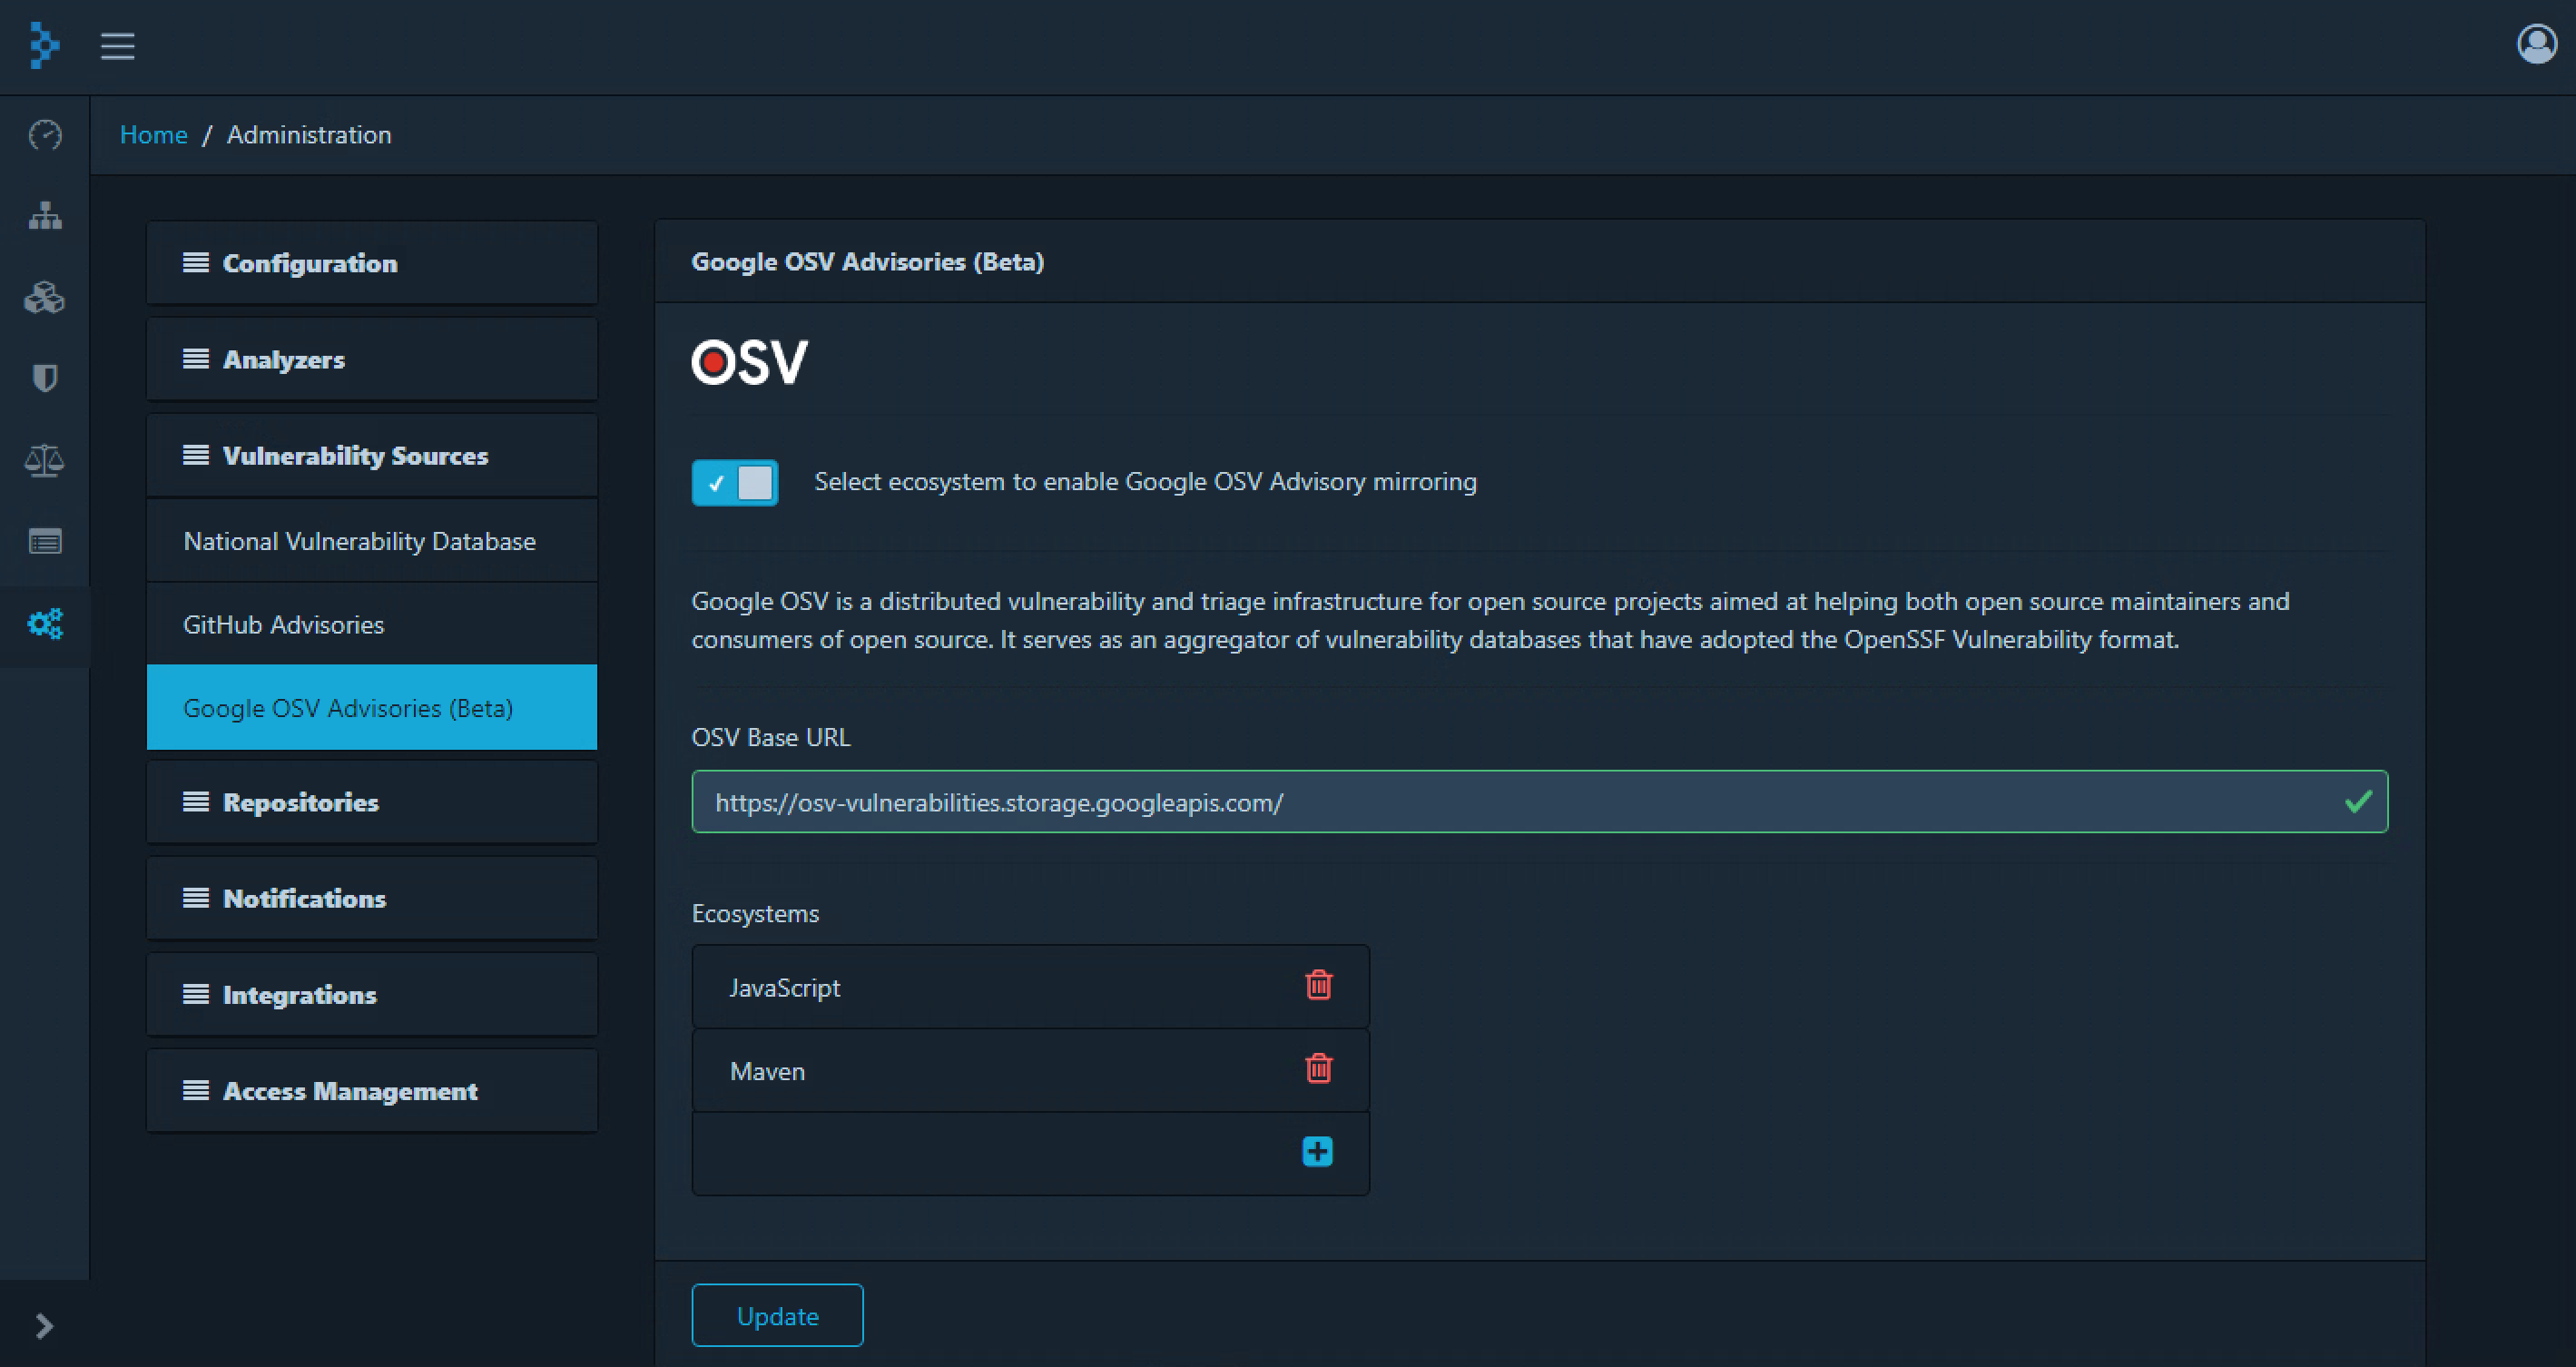 Home / Administration
Configuration
Analyzers
Vulnerability Sources
National Vulnerability Database
GitHub Advisories
Google OSV Advisories (Beta)
Repositories
Notifications
Integrations
Access Management
Google OSV Advisories (Beta)
OSV
Select ecosystem to enable Google OSV Advisory mirroring
Google OSV is a distributed vulnerability and triage infrastructure for open source projects aimed at helping both open source maintainers and
consumers of open source. It serves as an aggregator of vulnerability databases that have adopted the OpenSSF Vulnerability format.
OSV Base URL
https://osv-vulnerabilities.storage.googleapis.com/
Ecosystems
JavaScript
Maven
Update